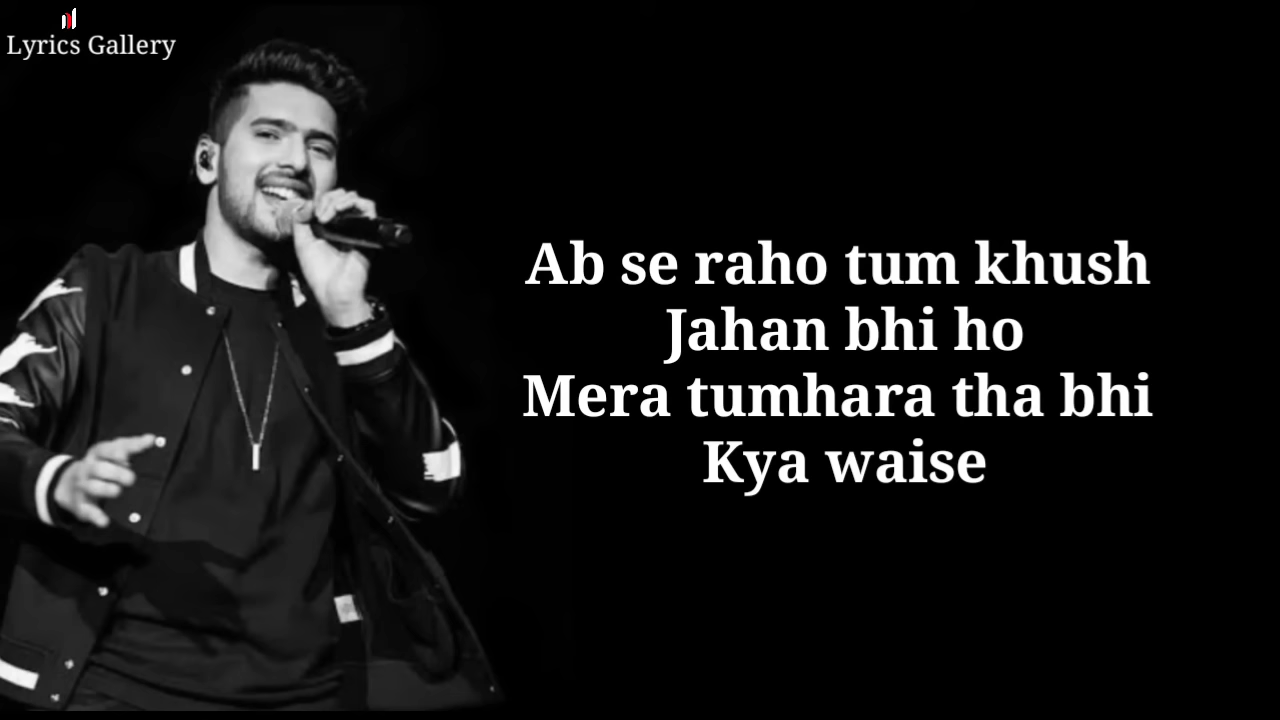 Lyrics Gallery
Ab se raho tum khush
Jahan bhi ho
Mera tumhara tha bhi
Kya waise